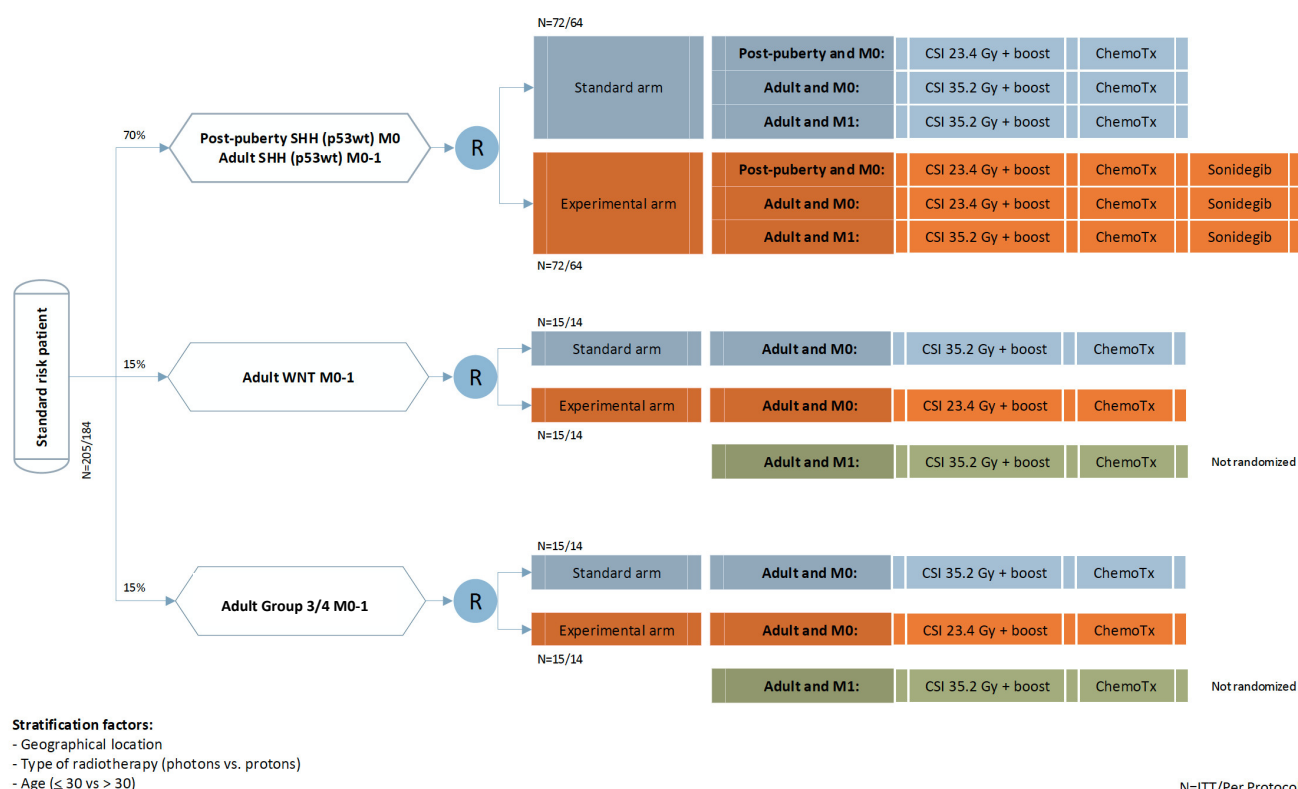 N=72/64
Standard arm
Post-puberty and M0: CSI 23.4 Gy + boost ChemoTx
Adult and M0: CSI 35.2 Gy + boost ChemoTx
Adult and M1: CSI 35.2 Gy + boost ChemoTx
70%
Post-puberty SHH (p53wt) M0
Adult SHH (p53wt) M0-1
R
Experimental arm
Post-puberty and M0: CSI 23.4 Gy + boost ChemoTx Sonidegib
Adult and M0: CSI 23.4 Gy + boost ChemoTx Sonidegib
Adult and M1: CSI 35.2 Gy + boost ChemoTx Sonidegib
N=72/64
Standard risk patient
N=205/184
15%
Adult WNT M0-1
R
N=15/14
Standard arm Adult and M0: CSI 35.2 Gy + boost ChemoTx
Experimental arm Adult and M0: CSI 23.4 Gy + boost ChemoTx
N=15/14
Adult and M1: CSI 35.2 Gy + boost ChemoTx Not randomized
15%
Adult Group 3/4 M0-1
R
N=15/14
Standard arm Adult and M0: CSI 35.2 Gy + boost ChemoTx
Experimental arm Adult and M0: CSI 23.4 Gy + boost ChemoTx
N=15/14
Adult and M1: CSI 35.2 Gy + boost ChemoTx Not randomized
Stratification factors:
- Geographical location
- Type of radiotherapy (photons vs. protons)
- Age (≤ 30 vs > 30)
N=ITT/Per Protoco